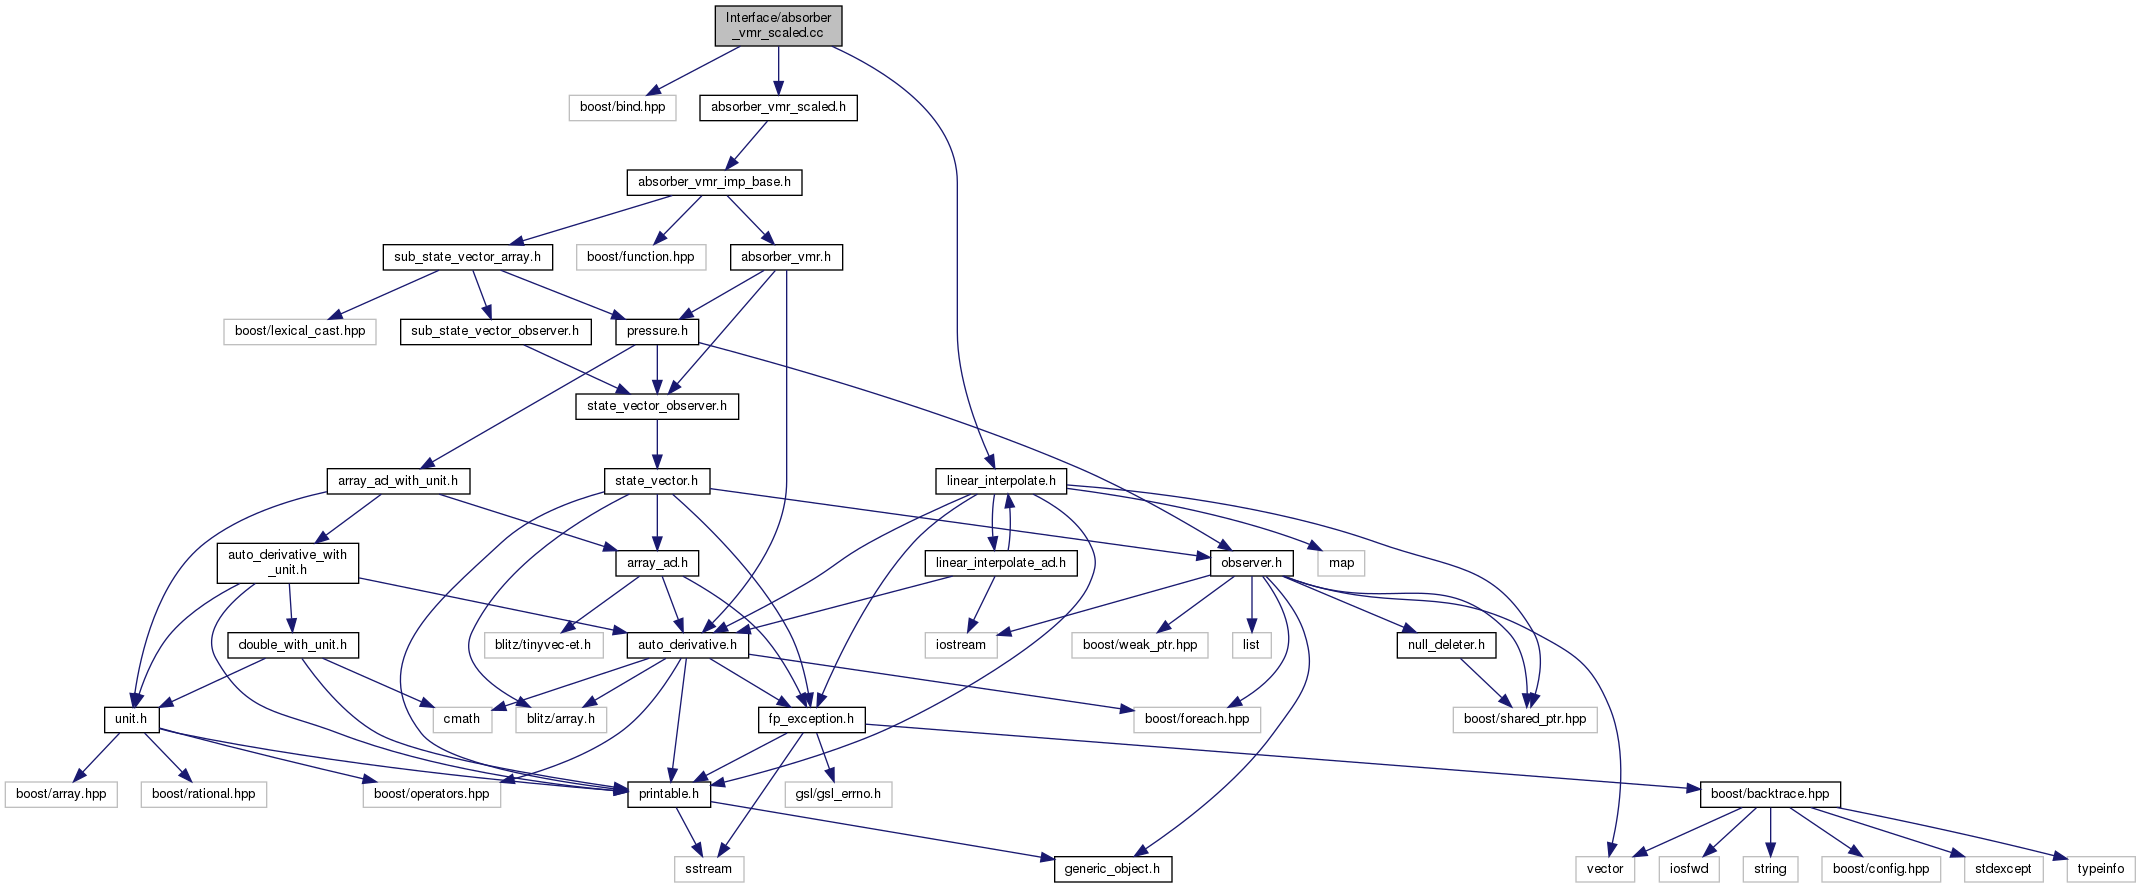 Interface/absorber
_vmr_scaled.cc
boost/bind.hpp
absorber_vmr_scaled.h
absorber_vmr_imp_base.h
sub_state_vector_array.h
boost/function.hpp
absorber_vmr.h
boost/lexical_cast.hpp
sub_state_vector_observer.h
pressure.h
state_vector_observer.h
array_ad_with_unit.h
state_vector.h
linear_interpolate.h
auto_derivative_with
_unit.h
array_ad.h
linear_interpolate_ad.h
observer.h
map
double_with_unit.h
blitz/tinyvec-et.h
auto_derivative.h
iostream
boost/weak_ptr.hpp
list
null_deleter.h
unit.h
cmath
blitz/array.h
fp_exception.h
boost/foreach.hpp
boost/shared_ptr.hpp
boost/array.hpp
boost/rational.hpp
boost/operators.hpp
printable.h
gsl/gsl_errno.h
boost/backtrace.hpp
sstream
generic_object.h
vector
iosfwd
string
boost/config.hpp
stdexcept
typeinfo